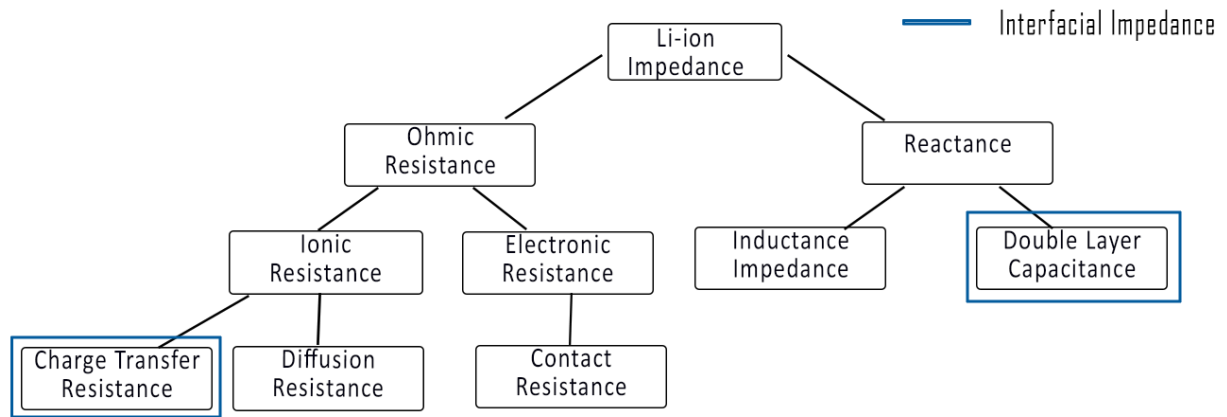 Interfacial Impedance
Li-ion
Impedance
Ohmic
Resistance
Reactance
Ionic
Resistance
Electronic
Resistance
Inductance
Impedance
Double Layer
Capacitance
Charge Transfer
Resistance
Diffusion
Resistance
Contact
Resistance